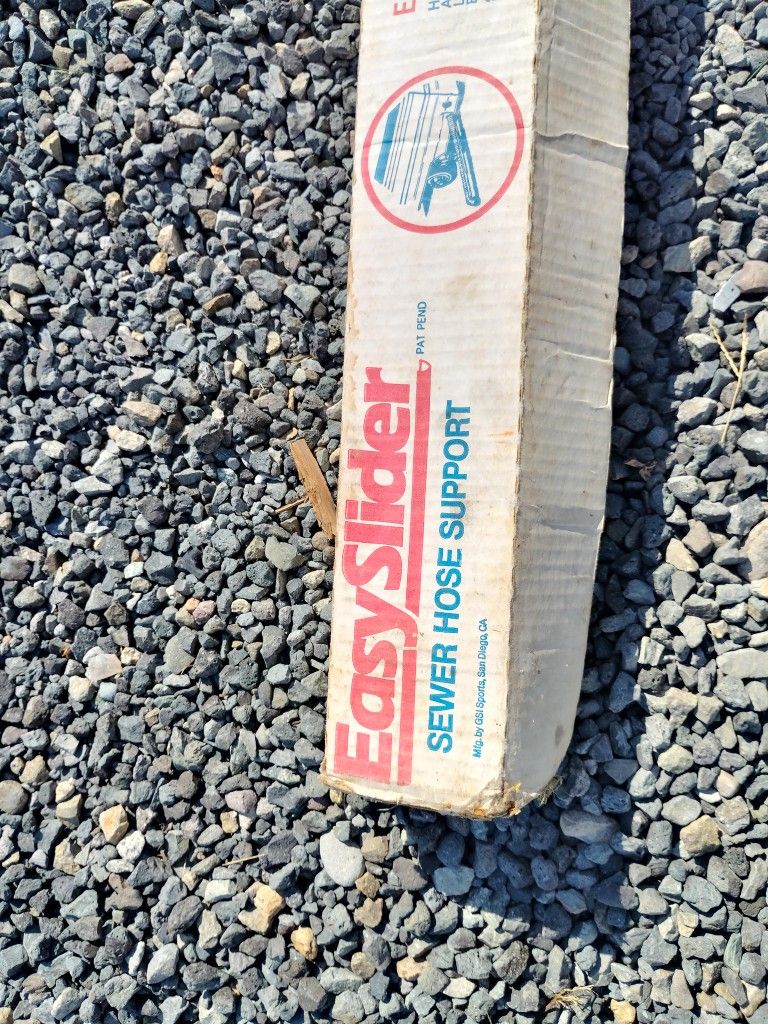 EasySlider
PAT PEND
SEWER HOSE SUPPORT
Mfg. by GSI Sports, San Diego, CA